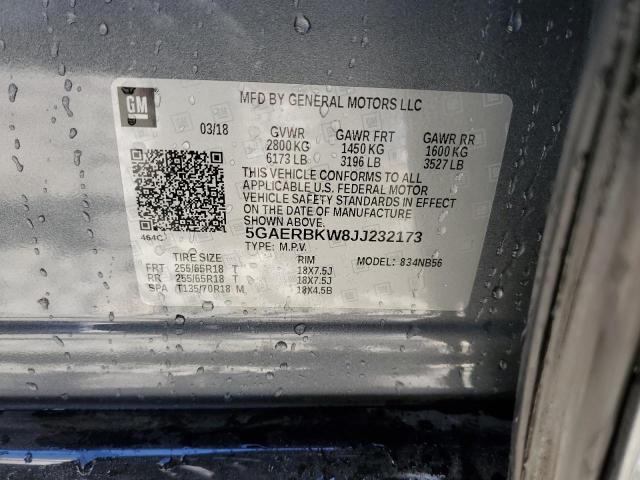 GM
MFD BY GENERAL MOTORS LLC
03/18 GVWR GAWR FRT GAWR RR
2800 KG 1450 KG 1600 KG
6173 LB 3196 LB 3527 LB
THIS VEHICLE CONFORMS TO ALL
APPLICABLE U.S. FEDERAL MOTOR
VEHICLE SAFETY STANDARDS IN EFFECT
ON THE DATE OF MANUFACTURE
SHOWN ABOVE.
464C 5GAERBKW8JJ232173
TYPE: M.P.V. MODEL: 834NB56
TIRE SIZE RIM
FRT 255/65R18 T 18X7.5J
RR 255/65R18 T 18X7.5J
SPA T135/70R18 M 18X4.5B